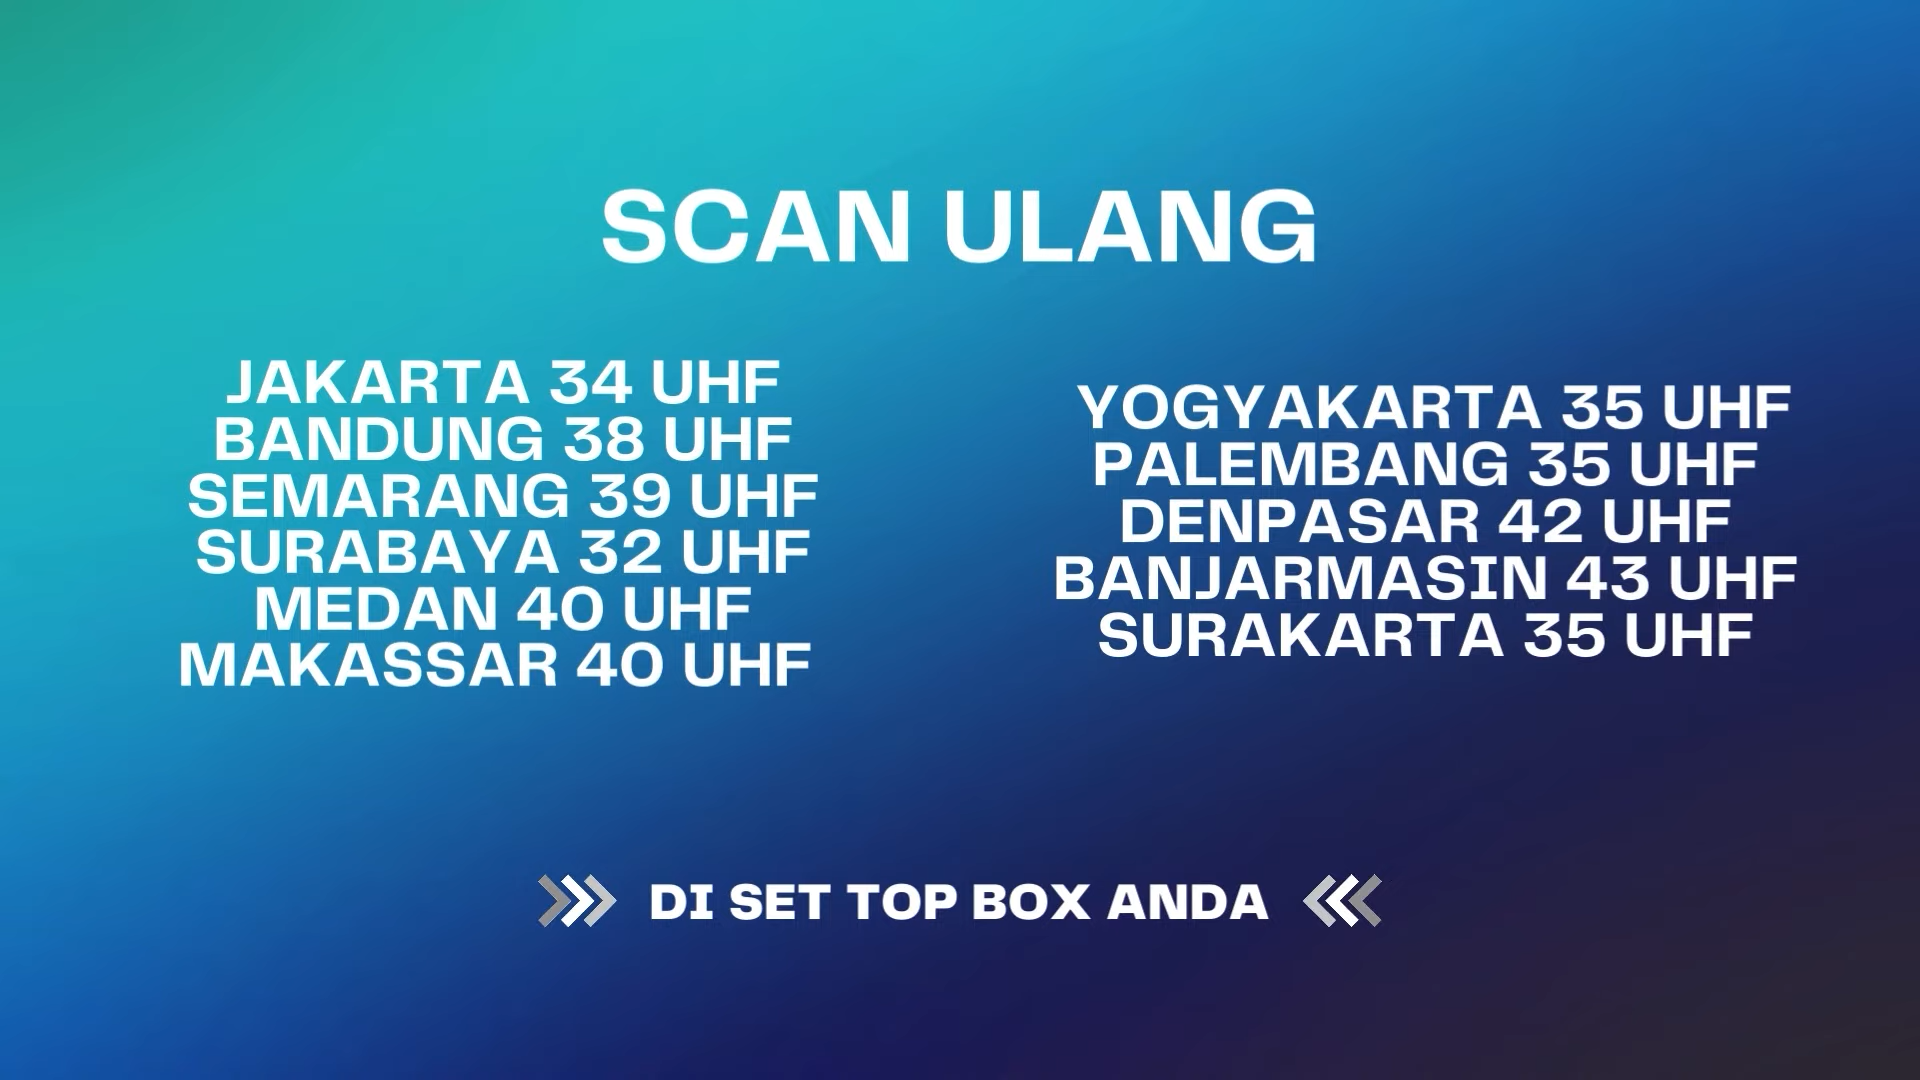 SCAN ULANG
JAKARTA 34 UHF
BANDUNG 38 UHF
SEMARANG 39 UHF
SURABAYA 32 UHF
MEDAN 40 UHF
MAKASSAR 40 UHF
YOGYAKARTA 35 UHF
PALEMBANG 35 UHF
DENPASAR 42 UHF
BANJARMASIN 43 UHF
SURAKARTA 35 UHF
DI SET TOP BOX ANDA